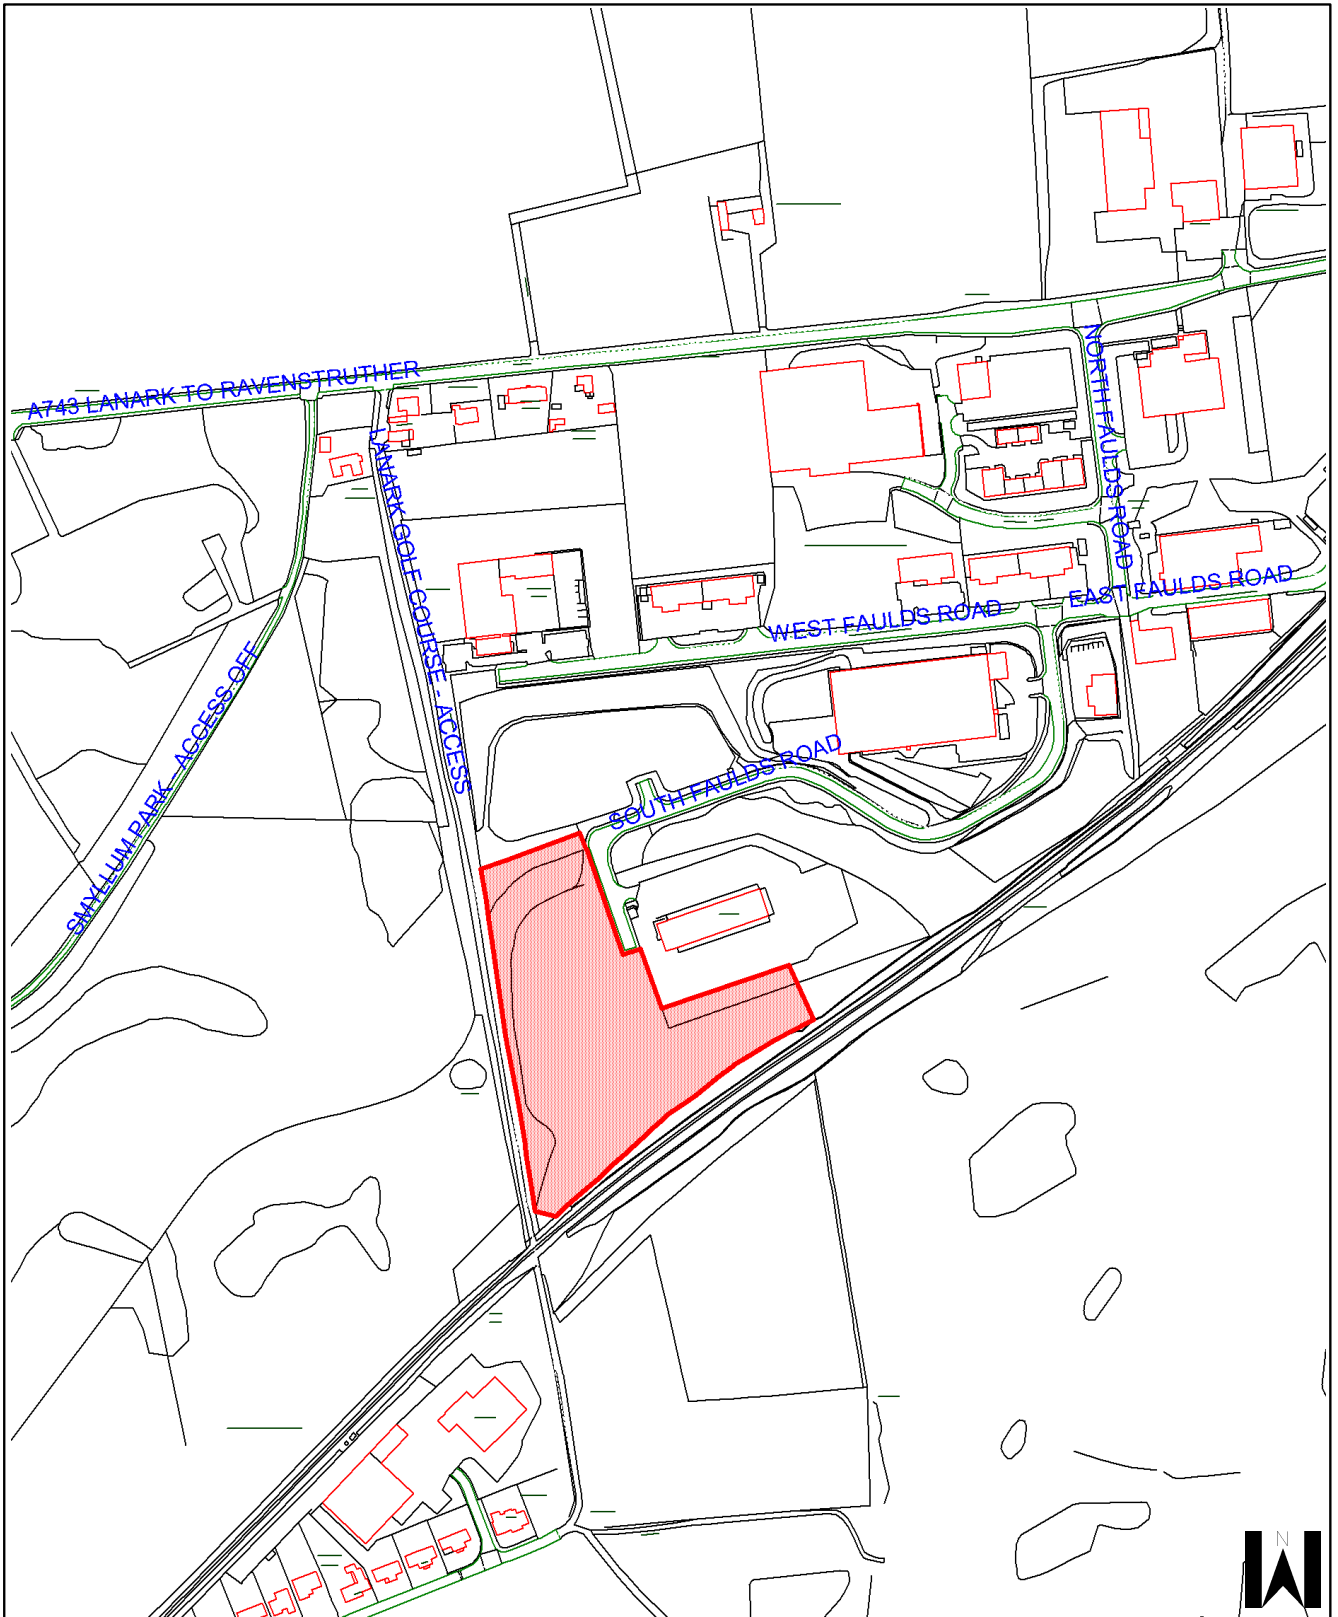 A743 LANARK TO RAVENSTRUTHER
NORTH FAULDS ROAD
LANARK GOLF COURSE - ACCESS
EAST FAULDS ROAD
WEST FAULDS ROAD
SMYLLUM PARK - ACCESS OFF
SOUTH FAULDS ROAD
N